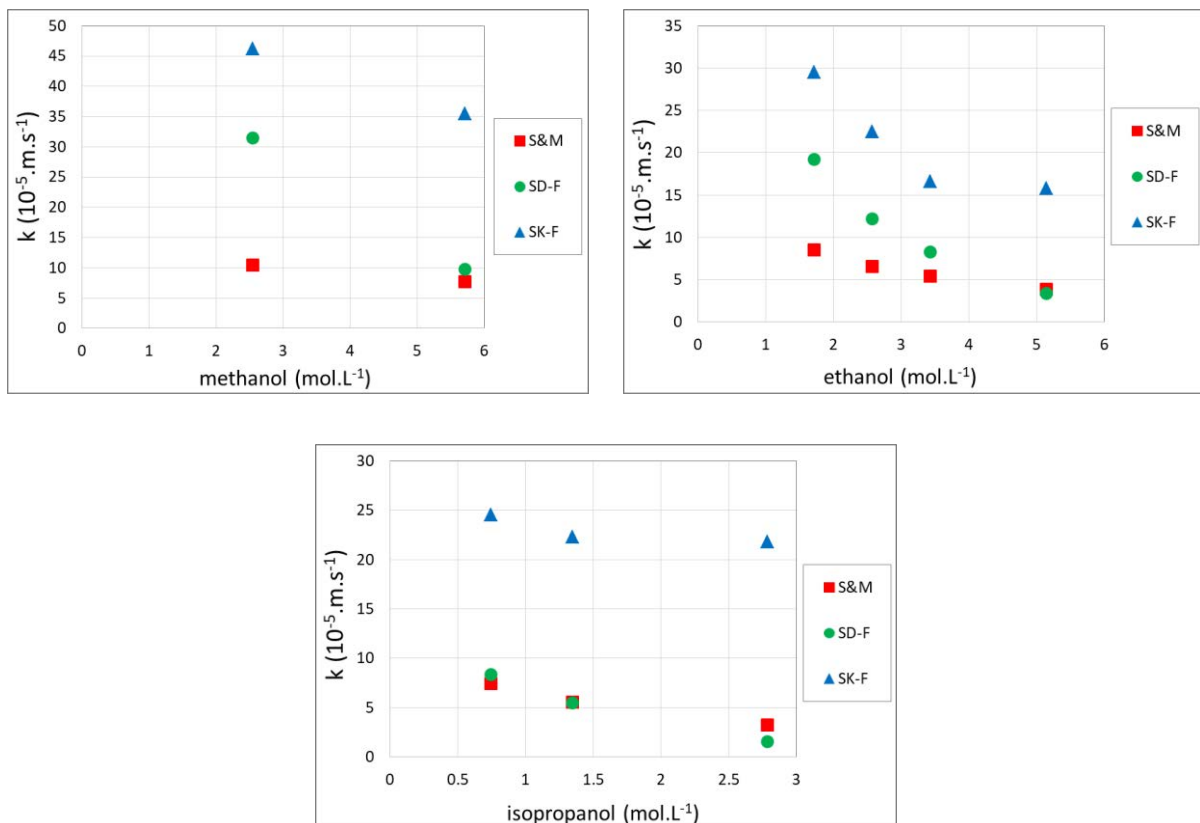 k (10⁻⁵.m.s⁻¹)
50
45
40
35
30
25
20
15
10
5
0
0 1 2 3 4 5 6
methanol (mol.L⁻¹)
S&M
SD-F
SK-F
k (10⁻⁵.m.s⁻¹)
35
30
25
20
15
10
5
0
0 1 2 3 4 5 6
ethanol (mol.L⁻¹)
S&M
SD-F
SK-F
k (10⁻⁵.m.s⁻¹)
30
25
20
15
10
5
0
0 0.5 1 1.5 2 2.5 3
isopropanol (mol.L⁻¹)
S&M
SD-F
SK-F